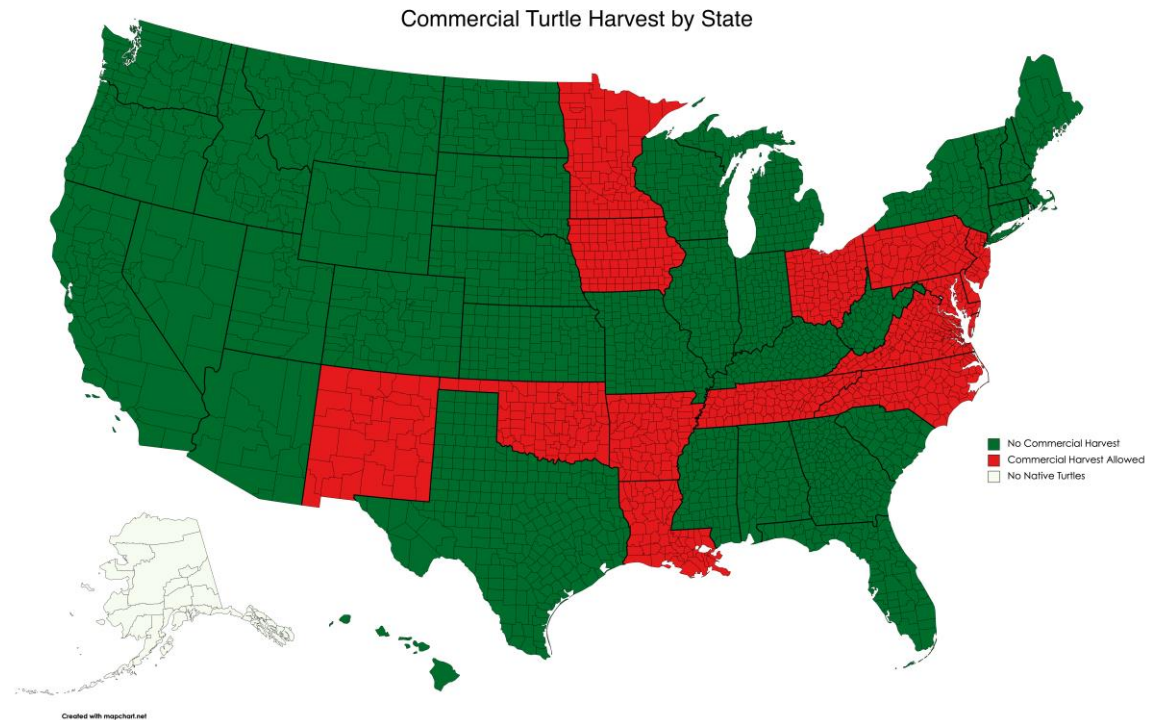 Commercial Turtle Harvest by State
No Commercial Harvest
Commercial Harvest Allowed
No Native Turtles
Created with mapchart.net